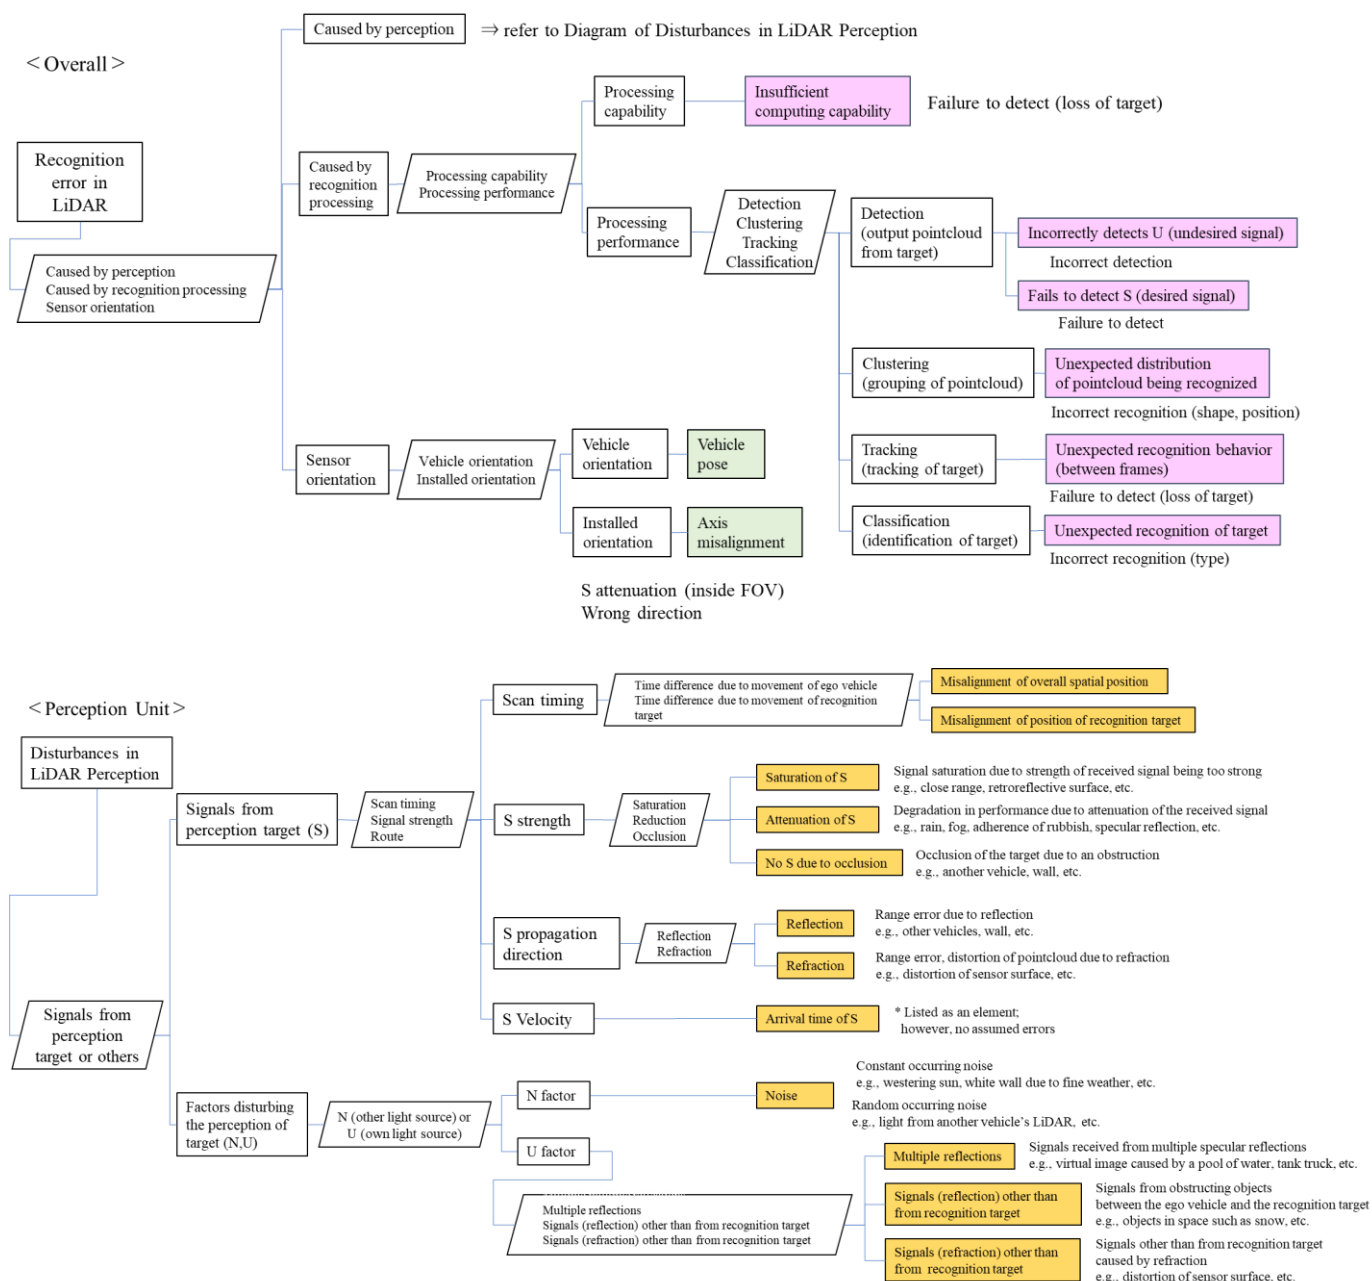 Caused by perception
⇒ refer to Diagram of Disturbances in LiDAR Perception
< Overall >
Processing
capability
Insufficient
computing capability
Failure to detect (loss of target)
Recognition
error in
LiDAR
Caused by
recognition
processing
Processing capability
Processing performance
Processing
performance
Detection
Clustering
Tracking
Classification
Detection
(output pointcloud
from target)
Incorrectly detects U (undesired signal)
Incorrect detection
Fails to detect S (desired signal)
Failure to detect
Caused by perception
Caused by recognition processing
Sensor orientation
Clustering
(grouping of pointcloud)
Unexpected distribution
of pointcloud being recognized
Incorrect recognition (shape, position)
Sensor
orientation
Vehicle orientation
Installed orientation
Vehicle
orientation
Vehicle
pose
Tracking
(tracking of target)
Unexpected recognition behavior
(between frames)
Failure to detect (loss of target)
Installed
orientation
Axis
misalignment
Classification
(identification of target)
Unexpected recognition of target
Incorrect recognition (type)
S attenuation (inside FOV)
Wrong direction
< Perception Unit >
Disturbances in
LiDAR Perception
Scan timing
Time difference due to movement of ego vehicle
Time difference due to movement of recognition
target
Misalignment of overall spatial position
Misalignment of position of recognition target
Signals from
perception target (S)
Scan timing
Signal strength
Route
S strength
Saturation
Reduction
Occlusion
Saturation of S
Signal saturation due to strength of received signal being too strong
e.g., close range, retroreflective surface, etc.
Attenuation of S
Degradation in performance due to attenuation of the received signal
e.g., rain, fog, adherence of rubbish, specular reflection, etc.
No S due to occlusion
Occlusion of the target due to an obstruction
e.g., another vehicle, wall, etc.
S propagation
direction
Reflection
Refraction
Reflection
Range error due to reflection
e.g., other vehicles, wall, etc.
Refraction
Range error, distortion of pointcloud due to refraction
e.g., distortion of sensor surface, etc.
S Velocity
Arrival time of S
* Listed as an element;
however, no assumed errors
Signals from
perception
target or others
Factors disturbing
the perception of
target (N,U)
N (other light source) or
U (own light source)
N factor
Noise
Constant occurring noise
e.g., westering sun, white wall due to fine weather, etc.
Random occurring noise
e.g., light from another vehicle's LiDAR, etc.
U factor
Multiple reflections
Signals (reflection) other than from recognition target
Signals (refraction) other than from recognition target
Multiple reflections
Signals received from multiple specular reflections
e.g., virtual image caused by a pool of water, tank truck, etc.
Signals (reflection) other than
from recognition target
Signals from obstructing objects
between the ego vehicle and the recognition target
e.g., objects in space such as snow, etc.
Signals (refraction) other than
from recognition target
Signals other than from recognition target
caused by refraction
e.g., distortion of sensor surface, etc.